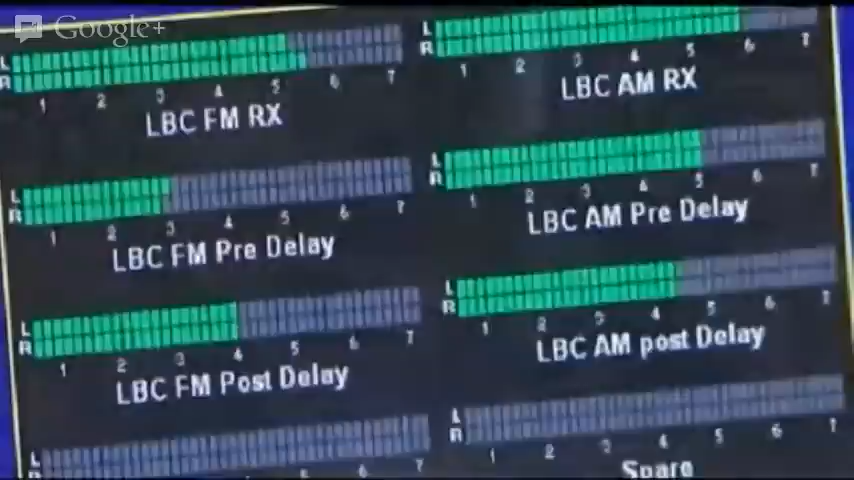 Google+
L
R
1 2 3 4 5 6 7
LBC FM RX
L
R
1 2 3 4 5 6 7
LBC AM RX
L
R
1 2 3 4 5 6 7
LBC FM Pre Delay
L
R
1 2 3 4 5 6 7
LBC AM Pre Delay
L
R
1 2 3 4 5 6 7
LBC FM Post Delay
L
R
1 2 3 4 5 6 7
LBC AM post Delay
L
R
5 6 7
L
R
1 2 3 4 5 6 7
Spare